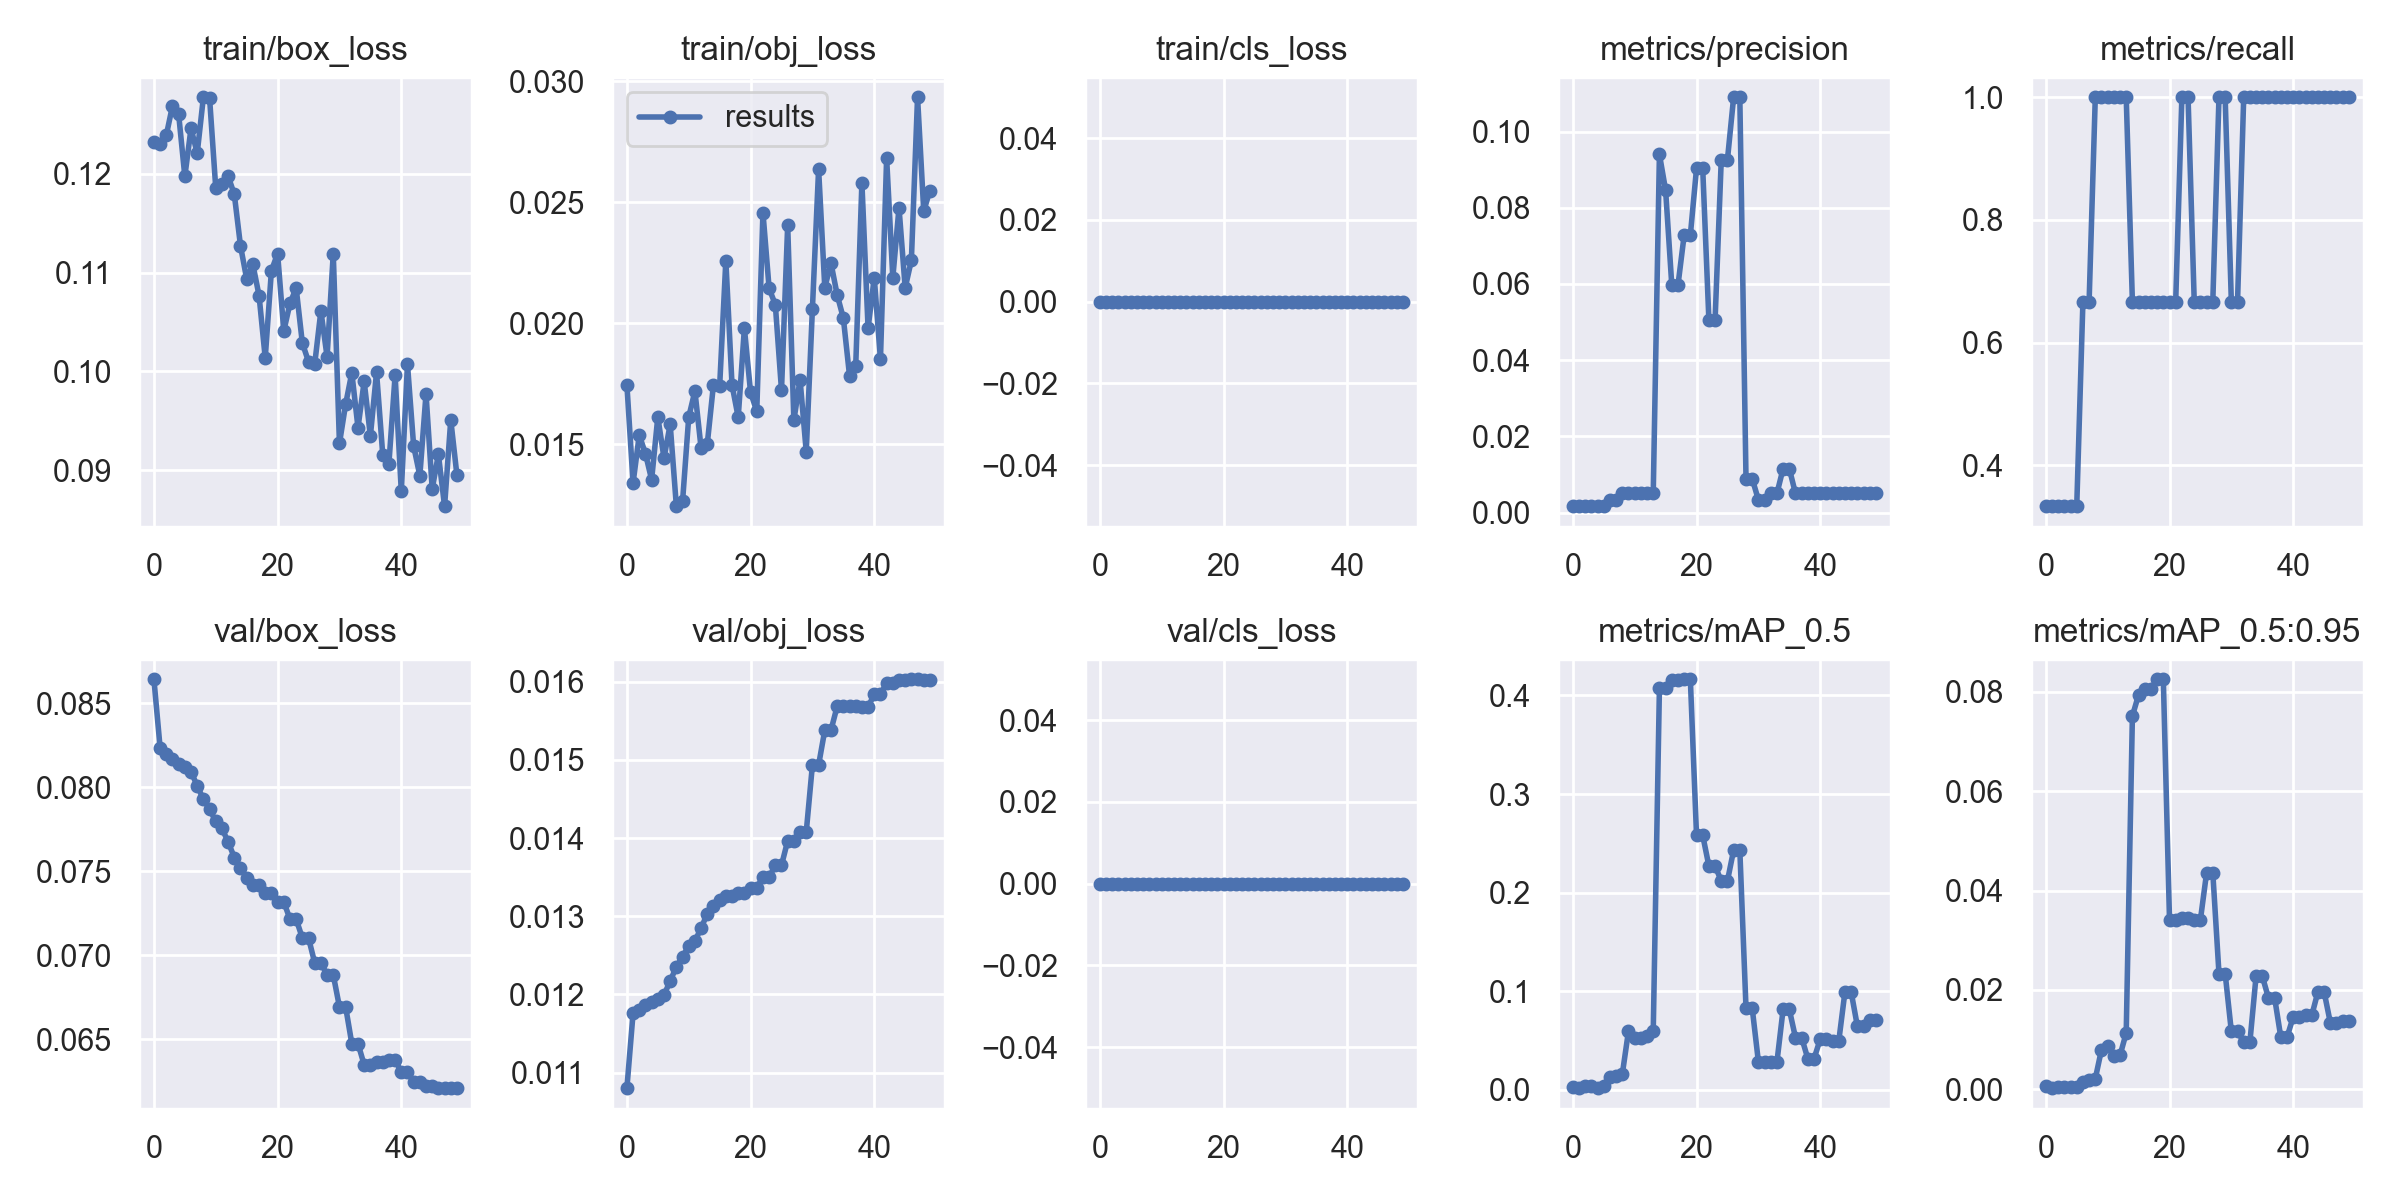 train/box_loss
0.12
0.11
0.10
0.09
0 20 40
train/obj_loss
results
0.030
0.025
0.020
0.015
0 20 40
train/cls_loss
0.04
0.02
0.00
−0.02
−0.04
0 20 40
metrics/precision
0.10
0.08
0.06
0.04
0.02
0.00
0 20 40
metrics/recall
1.0
0.8
0.6
0.4
0 20 40
val/box_loss
0.085
0.080
0.075
0.070
0.065
0 20 40
val/obj_loss
0.016
0.015
0.014
0.013
0.012
0.011
0 20 40
val/cls_loss
0.04
0.02
0.00
−0.02
−0.04
0 20 40
metrics/mAP_0.5
0.4
0.3
0.2
0.1
0.0
0 20 40
metrics/mAP_0.5:0.95
0.08
0.06
0.04
0.02
0.00
0 20 40